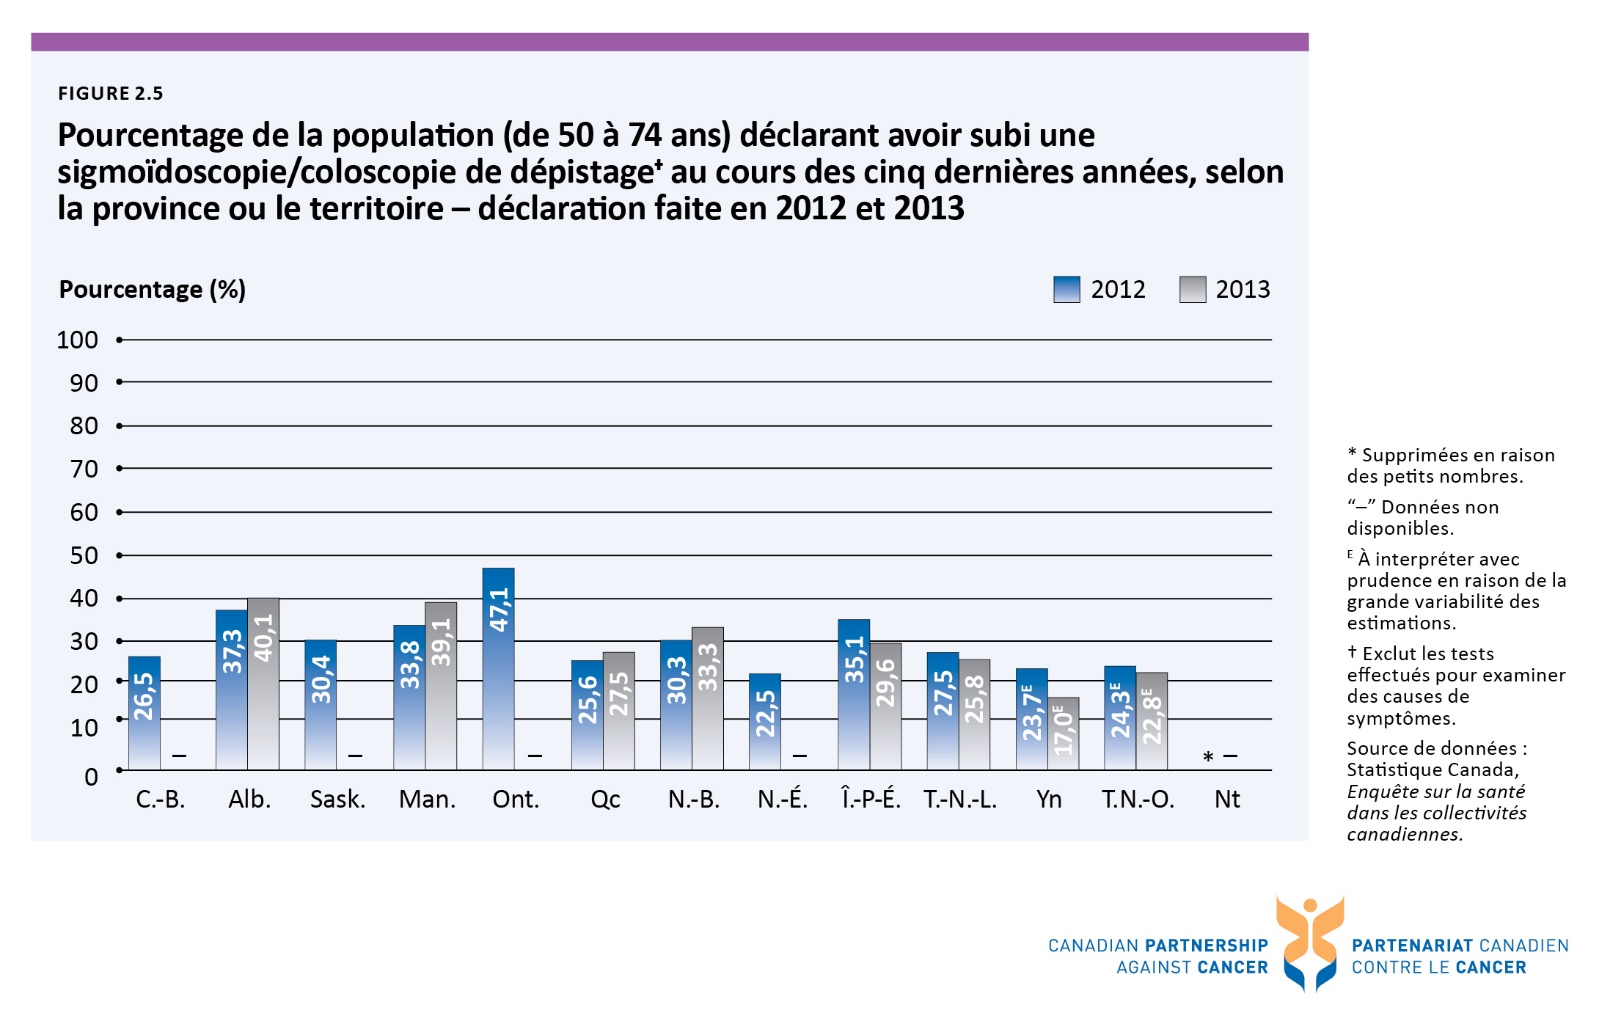 FIGURE 2.5
Pourcentage de la population (de 50 à 74 ans) déclarant avoir subi une
sigmoïdoscopie/coloscopie de dépistage† au cours des cinq dernières années, selon
la province ou le territoire – déclaration faite en 2012 et 2013
Pourcentage (%)
2012 2013
100
90
80
70
60
50
40
30
20
10
0
26,5 –
37,3 40,1
30,4 –
33,8 39,1
47,1 –
25,6 27,5
30,3 33,3
22,5 –
35,1 29,6
27,5 25,8
23,7ᴱ 17,0ᴱ
24,3ᴱ 22,8ᴱ
* –
C.-B. Alb. Sask. Man. Ont. Qc N.-B. N.-É. Î.-P-É. T.-N.-L. Yn T.N.-O. Nt
* Supprimées en raison
des petits nombres.
“–” Données non
disponibles.
ᴱ À interpréter avec
prudence en raison de la
grande variabilité des
estimations.
† Exclut les tests
effectués pour examiner
des causes de
symptômes.
Source de données :
Statistique Canada,
Enquête sur la santé
dans les collectivités
canadiennes.
CANADIAN PARTNERSHIP
AGAINST CANCER
PARTENARIAT CANADIEN
CONTRE LE CANCER